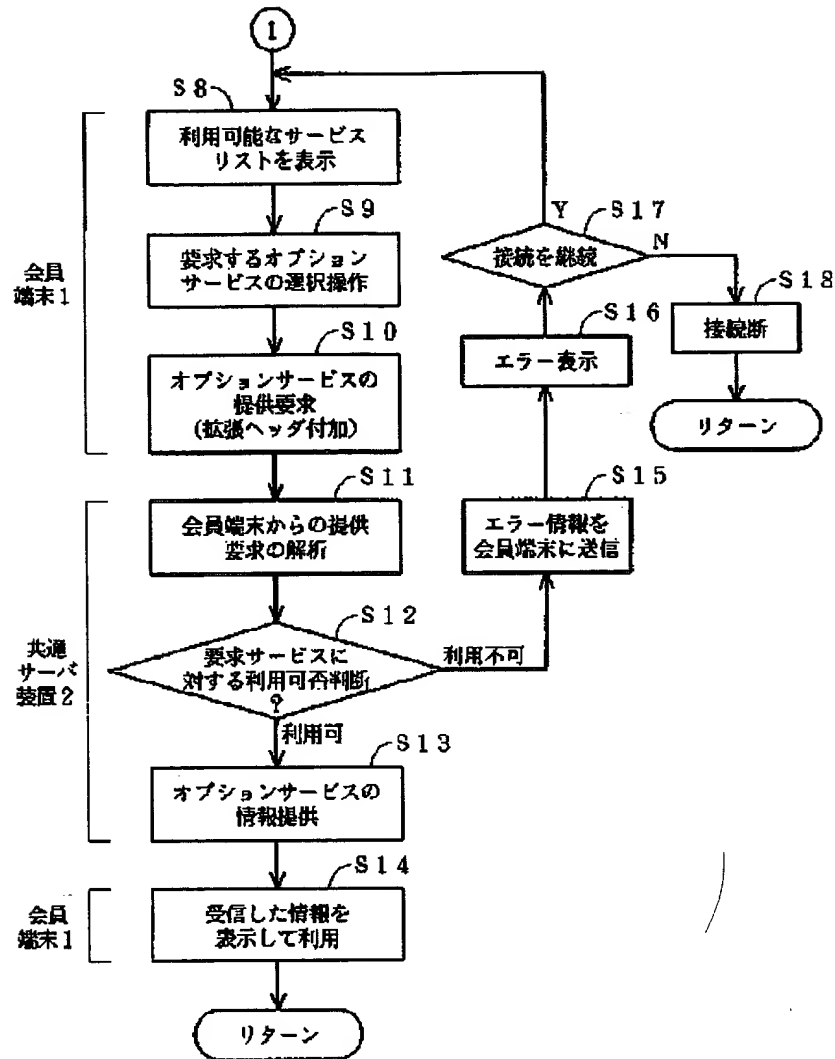 1
S8
利用可能なサービス
リストを表示
S9
要求するオプション
サービスの選択操作
会員
端末1
S10
オプションサービスの
提供要求
(拡張ヘッダ付加)
S11
会員端末からの提供
要求の解析
S12
要求サービスに
対する利用可否判断
?
利用不可
利用可
共通
サーバ
装置2
S13
オプションサービスの
情報提供
S14
会員
端末1
受信した情報を
表示して利用
リターン
S15
エラー情報を
会員端末に送信
S16
エラー表示
S17
接続を継続
Y
N
S18
接続断
リターン